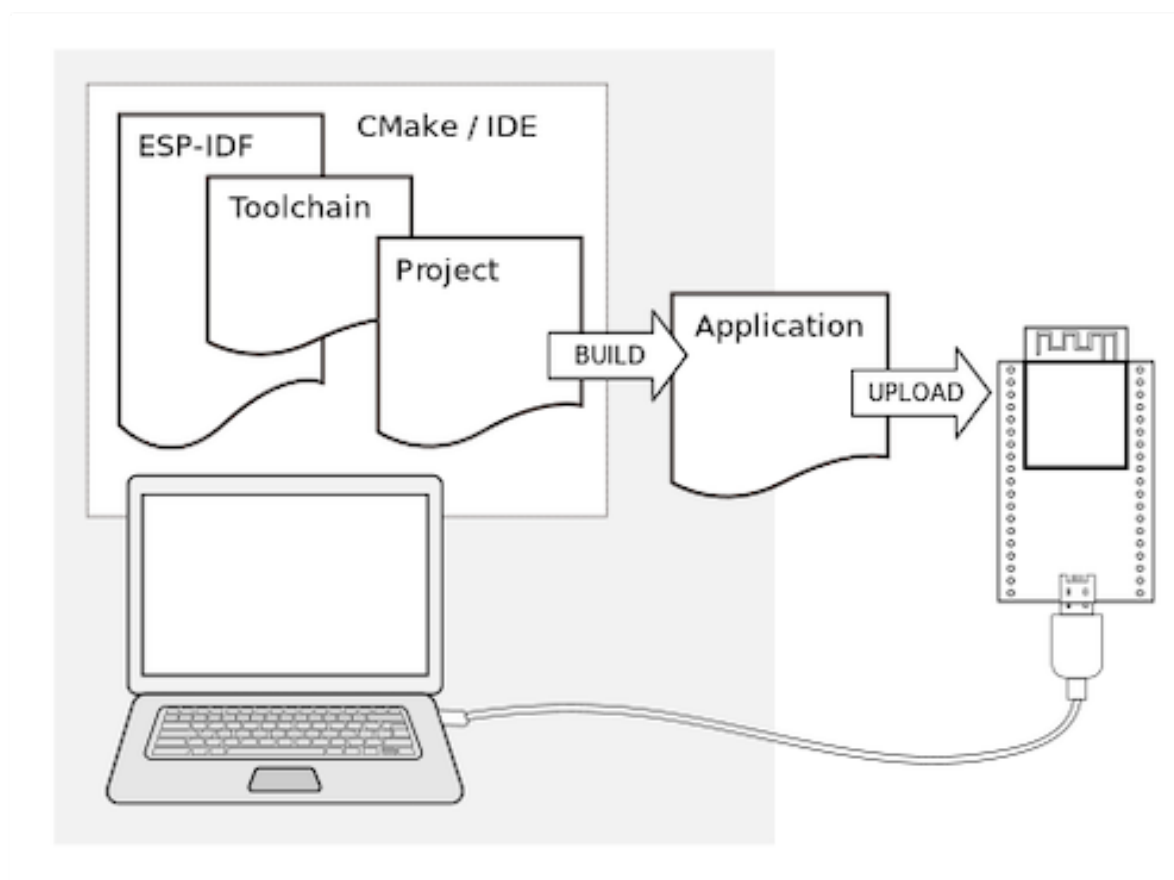 CMake / IDE
ESP-IDF
Toolchain
Project
BUILD
Application
UPLOAD